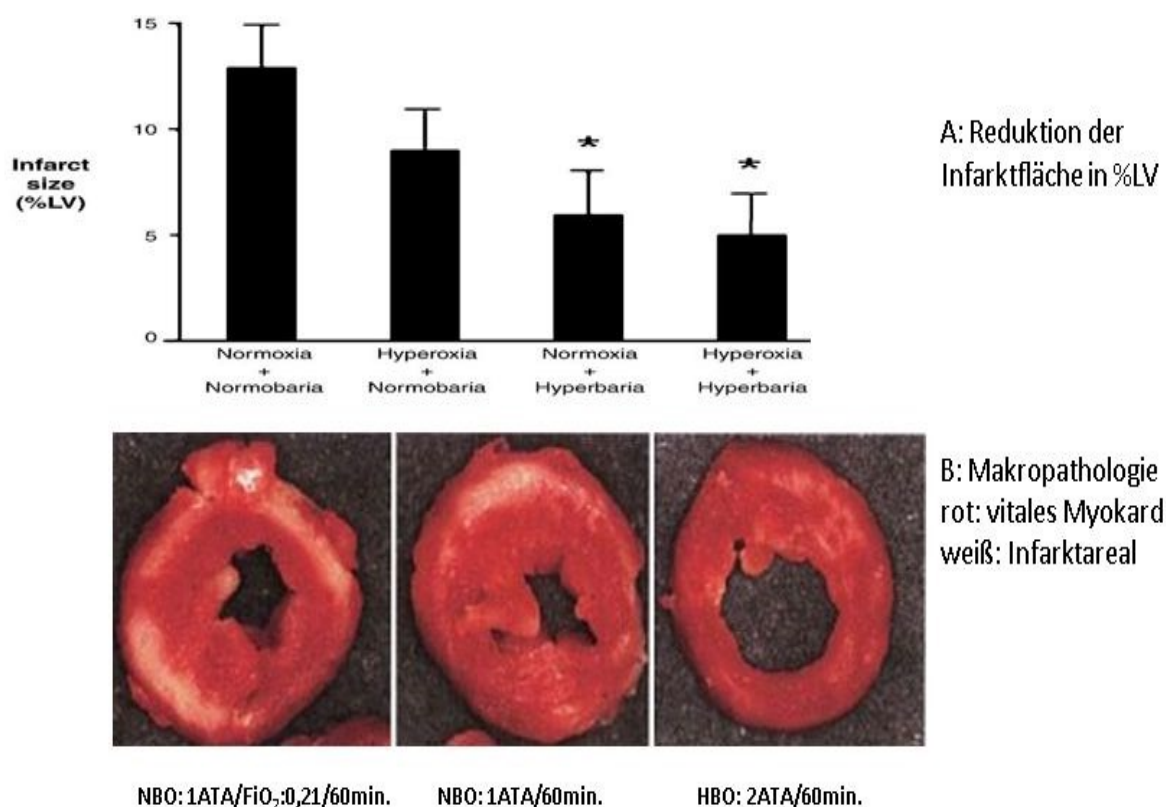 15
10
5
0
Infarct
size
(%LV)
*
*
Normoxia
+
Normobaria
Hyperoxia
+
Normobaria
Normoxia
+
Hyperbaria
Hyperoxia
+
Hyperbaria
A: Reduktion der
Infarktfläche in %LV
B: Makropathologie
rot: vitales Myokard
weiß: Infarktareal
NBO: 1ATA/FiO₂:0,21/60min.
NBO: 1ATA/60min.
HBO: 2ATA/60min.